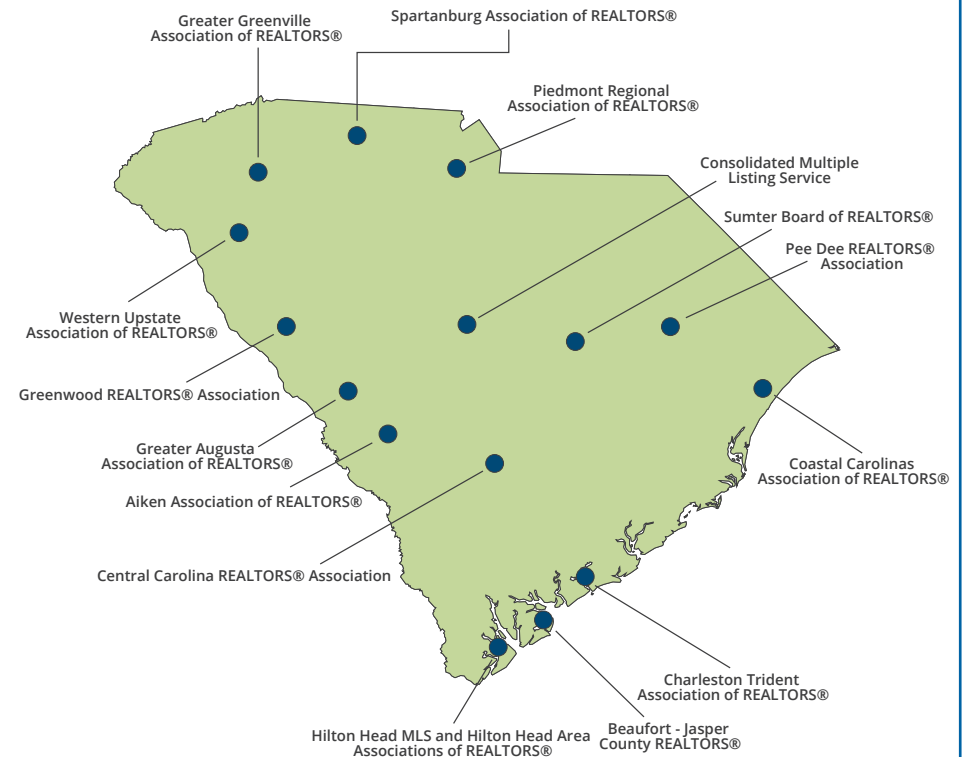 Spartanburg Association of REALTORS®
Greater Greenville
Association of REALTORS®
Piedmont Regional
Association of REALTORS®
Consolidated Multiple
Listing Service
Sumter Board of REALTORS®
Pee Dee REALTORS®
Association
Western Upstate
Association of REALTORS®
Greenwood REALTORS® Association
Greater Augusta
Association of REALTORS®
Coastal Carolinas
Association of REALTORS®
Aiken Association of REALTORS®
Central Carolina REALTORS® Association
Charleston Trident
Association of REALTORS®
Hilton Head MLS and Hilton Head Area
Associations of REALTORS®
Beaufort - Jasper
County REALTORS®